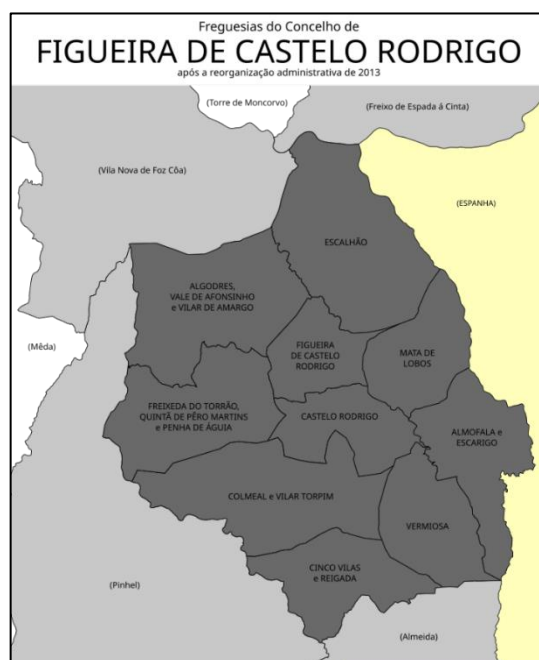 Freguesias do Concelho de
FIGUEIRA DE CASTELO RODRIGO
após a reorganização administrativa de 2013
(Torre de Moncorvo)
(Freixo de Espada á Cinta)
(Vila Nova de Foz Côa)
(ESPANHA)
ESCALHÃO
ALGODRES,
VALE DE AFONSINHO
e VILAR DE AMARGO
FIGUEIRA
DE CASTELO
RODRIGO
(Mêda)
MATA DE
LOBOS
FREIXEDA DO TORRÃO,
QUINTÃ DE PÊRO MARTINS
e PENHA DE ÁGUIA
CASTELO RODRIGO
ALMOFALA e
ESCARIGO
COLMEAL e VILAR TORPIM
VERMIOSA
CINCO VILAS
e REIGADA
(Pinhel)
(Almeida)